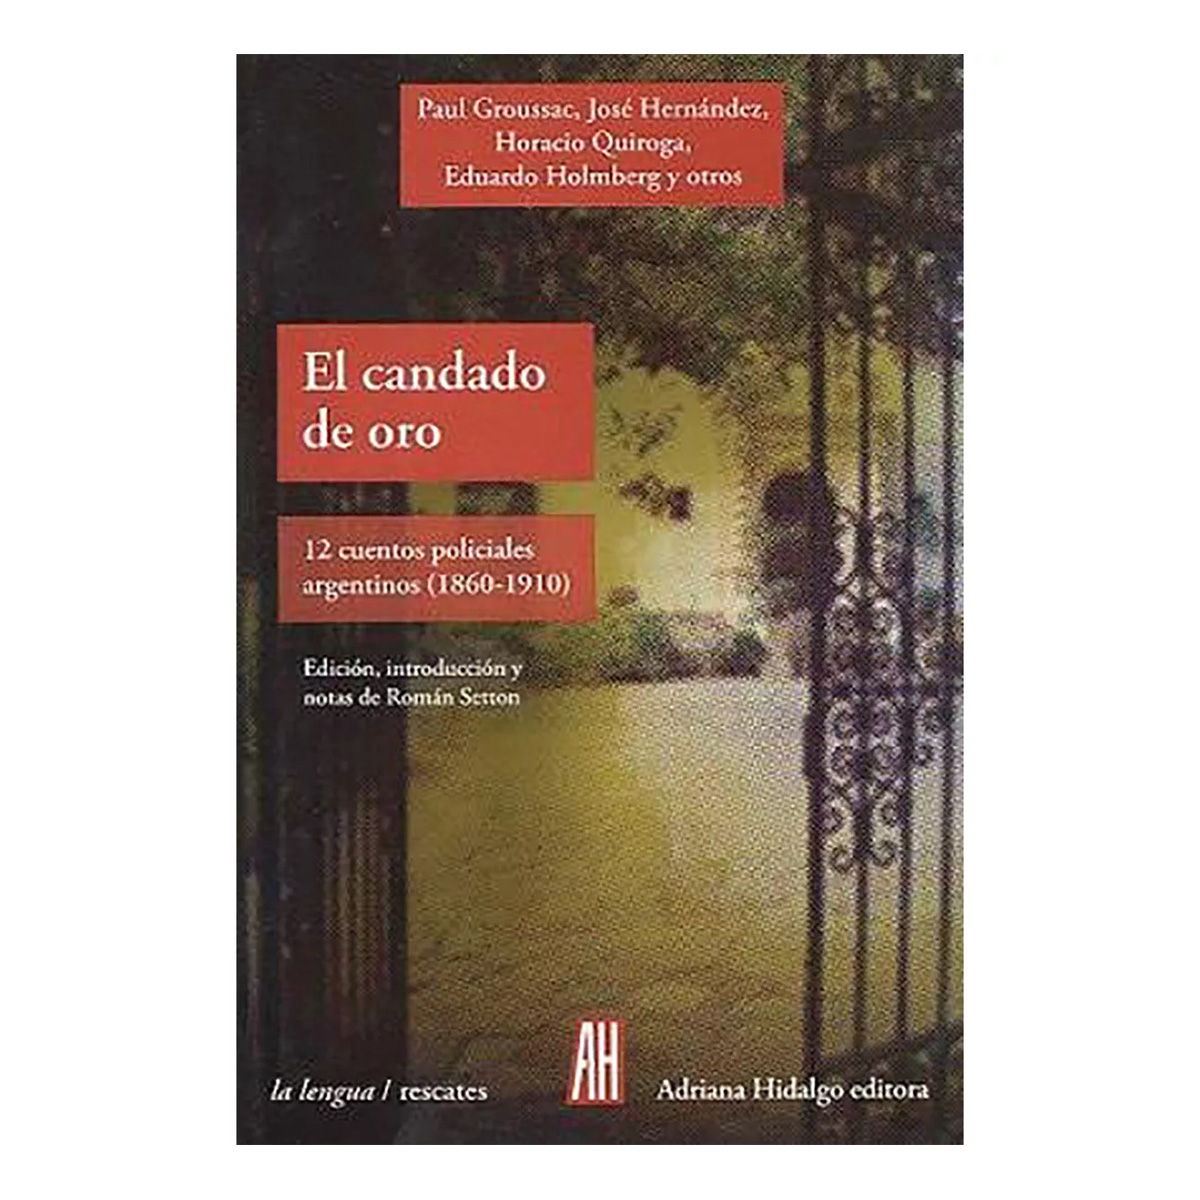 Paul Groussac, José Hernández,
Horacio Quiroga,
Eduardo Holmberg y otros
El candado
de oro
12 cuentos policiales
argentinos (1860-1910)
Edición, introducción y
notas de Román Setton
la lengua / rescates
AH
Adriana Hidalgo editora